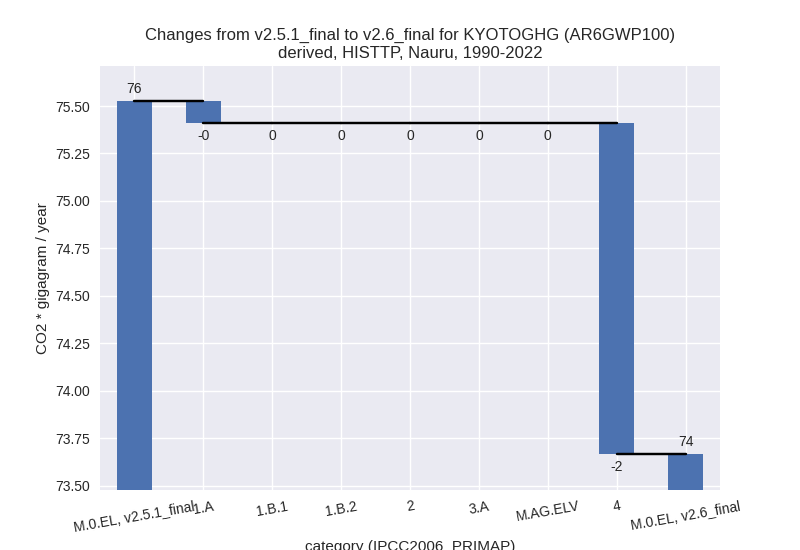 Changes from v2.5.1_final to v2.6_final for KYOTOGHG (AR6GWP100)
derived, HISTTP, Nauru, 1990-2022
76
75.50
-0 0 0 0 0 0
75.25
75.00
74.75
74.50
74.25
74.00
73.75
74
-2
73.50
CO2 * gigagram / year
M.0.EL, v2.5.1_final 1.A 1.B.1 1.B.2 2 3.A M.AG.ELV 4 M.0.EL, v2.6_final
category (IPCC2006_PRIMAP)